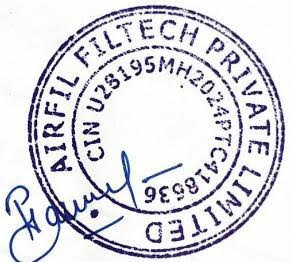 AIRFIL FILTECH PRIVATE LIMITED
CIN U28195MH2024PTC418636